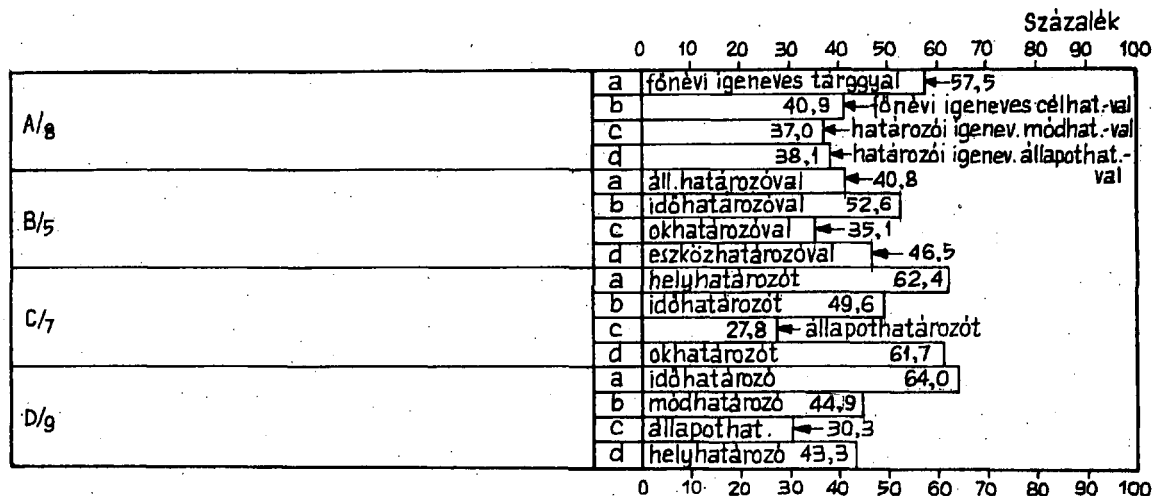 Százalék
0 10 20 30 40 50 60 70 80 90 100
A/8
a főnévi igeneves tárggyal 57,5
b 40,9 főnévi igeneves célhat.-val
c 37,0 határozói igenev. módhat.-val
d 38,1 határozói igenev. állapothat.-
val
B/5
a áll.határozóval 40,8
b időhatározóval 52,6
c okhatározóval 35,1
d eszközhatározóval 46,5
C/7
a helyhatározót 62,4
b időhatározót 49,6
c 27,8 állapothatározót
d okhatározót 61,7
D/9
a időhatározó 64,0
b módhatározó 44,9
c állapothat. 30,3
d helyhatározó 43,3
0 10 20 30 40 50 60 70 80 90 100